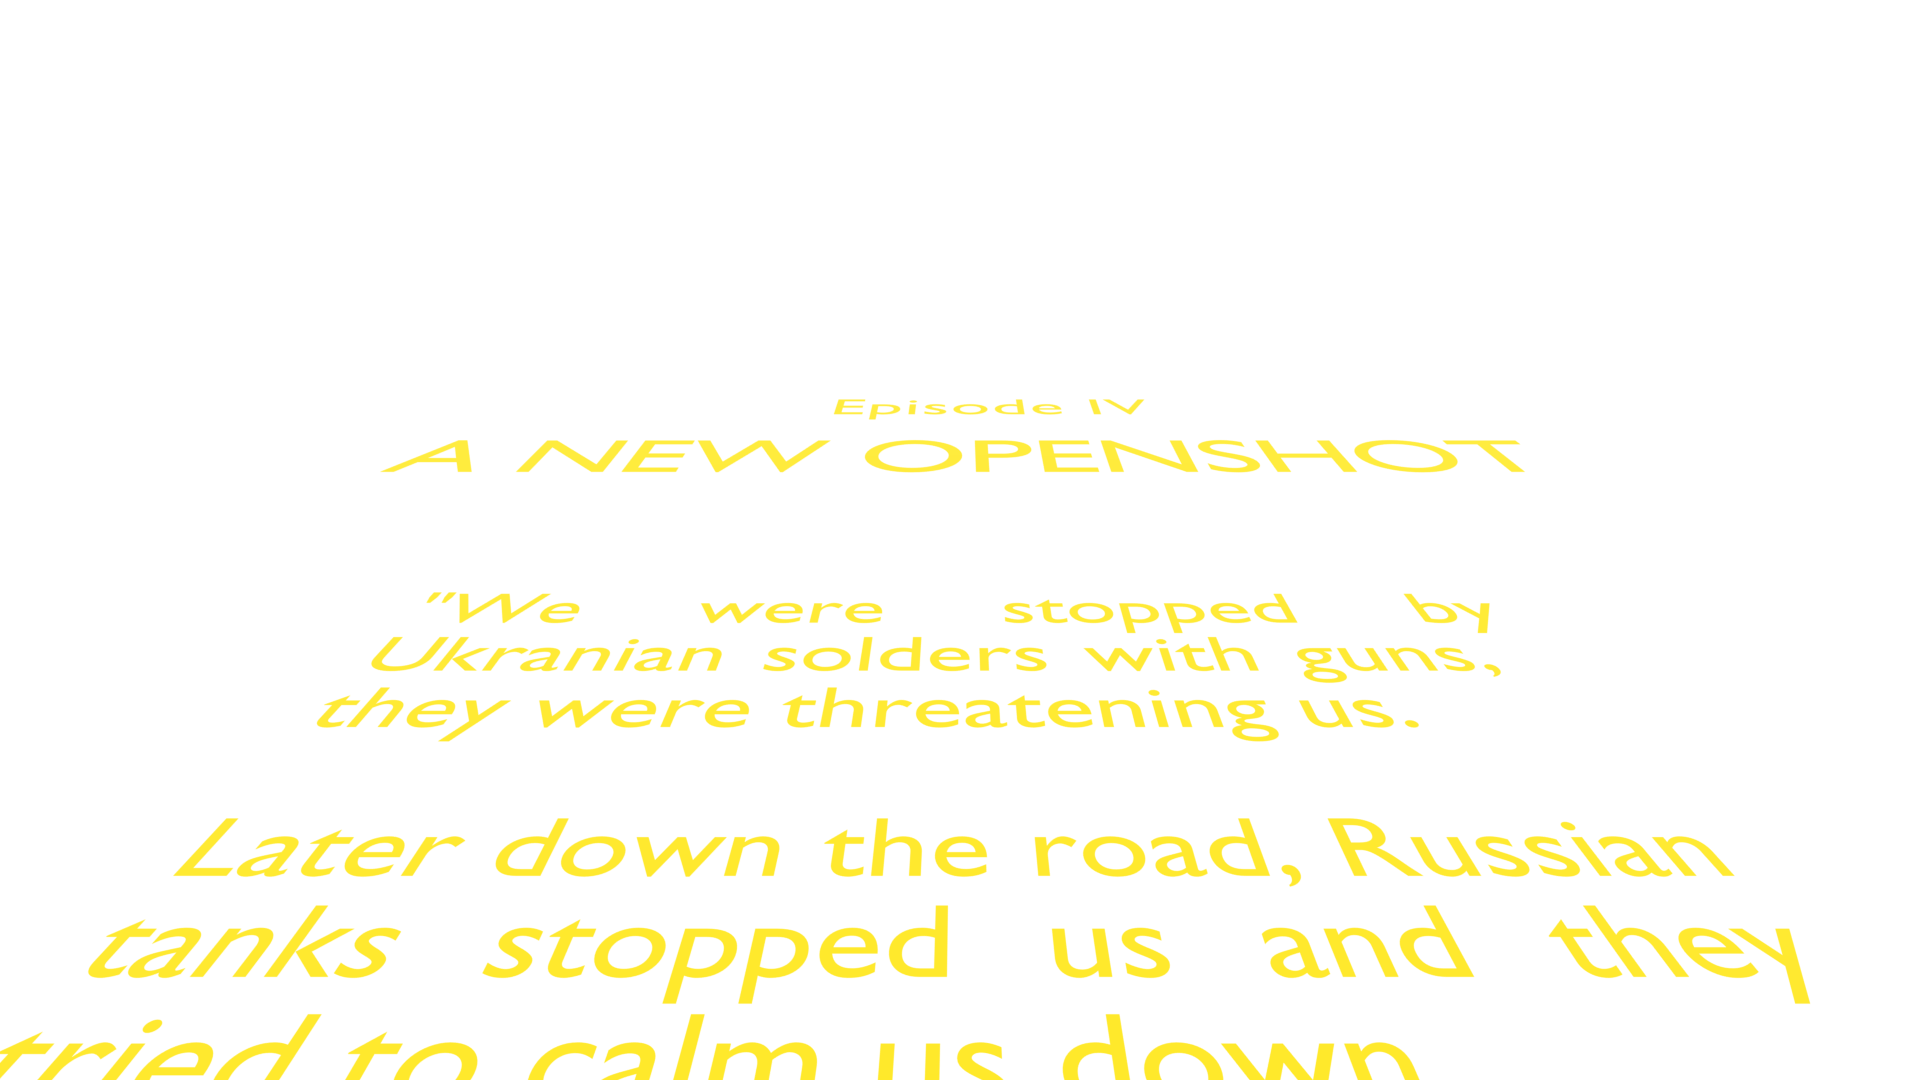 Episode IV
A NEW OPENSHOT
"We were stopped by
Ukranian solders with guns,
they were threatening us.
Later down the road, Russian
tanks stopped us and they
tried to calm us down